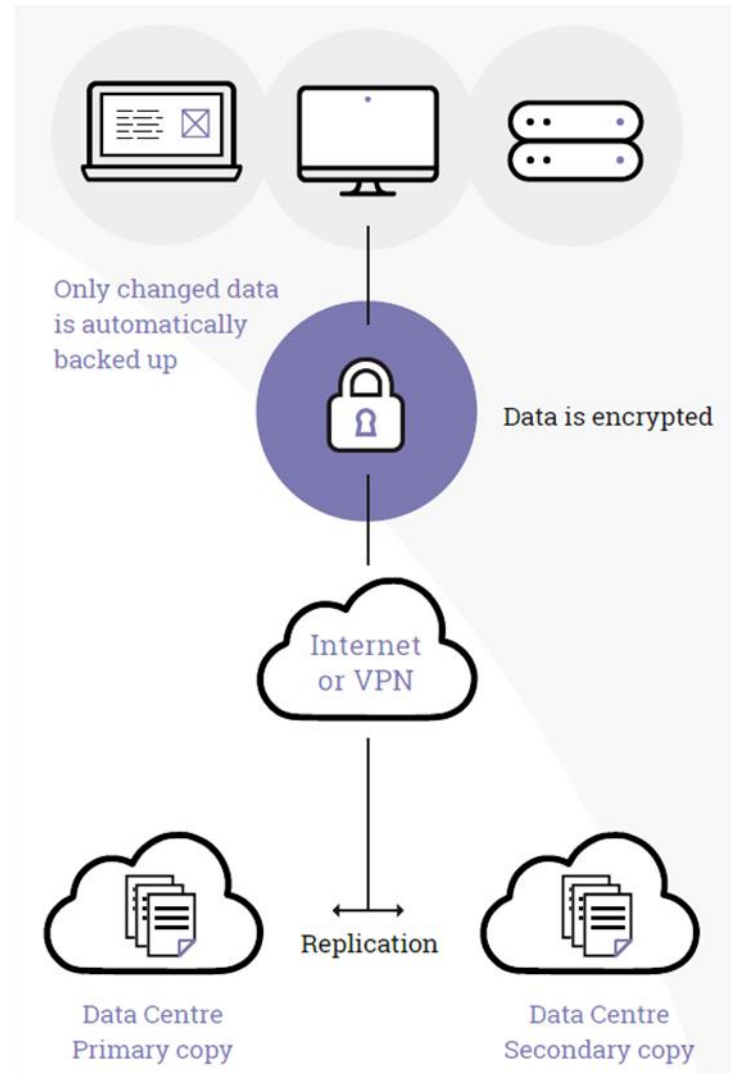 Only changed data
is automatically
backed up
Data is encrypted
Internet
or VPN
Replication
Data Centre
Primary copy
Data Centre
Secondary copy